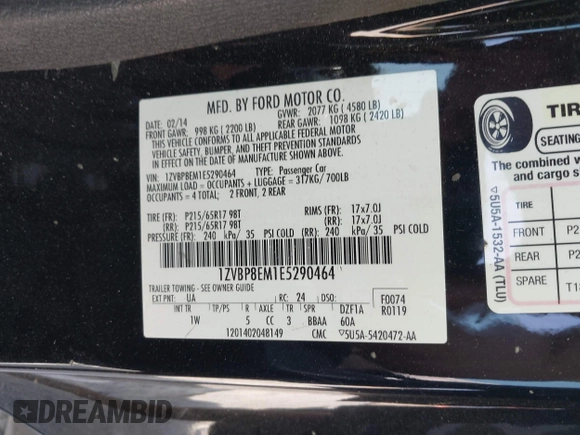 MFD. BY FORD MOTOR CO.
DATE: 02/14 GVWR: 2077 KG ( 4580 LB)
FRONT GAWR: 998 KG ( 2200 LB) REAR GAWR: 1098 KG ( 2420 LB)
THIS VEHICLE CONFORMS TO ALL APPLICABLE FEDERAL MOTOR
VEHICLE SAFETY, BUMPER, AND THEFT PREVENTION STANDARDS
IN EFFECT ON THE DATE OF MANUFACTURE SHOWN ABOVE.
VIN: 1ZVBP8EM1E5290464 TYPE: Passenger Car
MAXIMUM LOAD = OCCUPANTS + LUGGAGE = 317KG/ 700LB
OCCUPANTS = 4 TOTAL; 2 FRONT, 2 REAR
TIRE (FR): P215/65R17 98T RIMS (FR): 17x7.0J
(RR): P215/65R17 98T (RR): 17x7.0J
PRESSURE (FR): 240 kPa/ 35 PSI COLD (RR): 240 kPa/ 35 PSI COLD
1ZVBP8EM1E5290464
TRAILER TOWING - SEE OWNER GUIDE
EXT PNT: UA RC: 24 DSO: F0074
INT TR TP/PS R AXLE TR SPR DZF1A R0119
1W 5 CC 3 BBAA 60A
1201402048149 CMC ▽5U5A-5420472-AA
TIR
SEATING
The combined
and cargo s
TIRE
FRONT P2
REAR P2
SPARE T1
▽5U5A-1532-AA (TLU)
DREAMBID